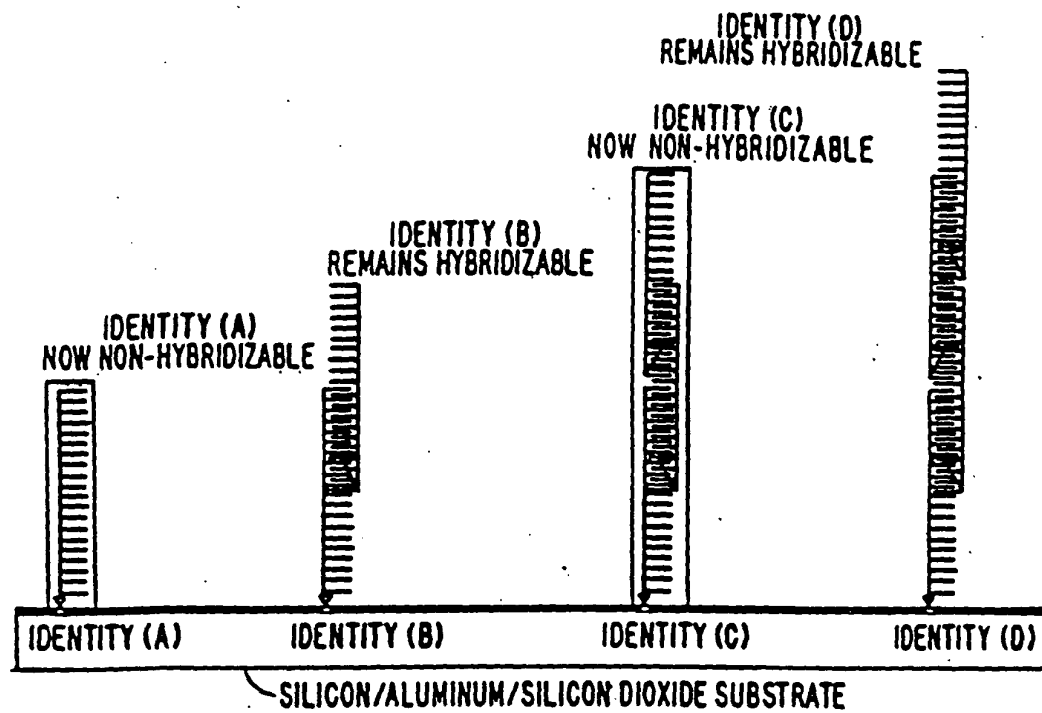 IDENTITY (D)
REMAINS HYBRIDIZABLE
IDENTITY (C)
NOW NON-HYBRIDIZABLE
IDENTITY (B)
REMAINS HYBRIDIZABLE
IDENTITY (A)
NOW NON-HYBRIDIZABLE
IDENTITY (A) IDENTITY (B) IDENTITY (C) IDENTITY (D)
SILICON/ALUMINUM/SILICON DIOXIDE SUBSTRATE